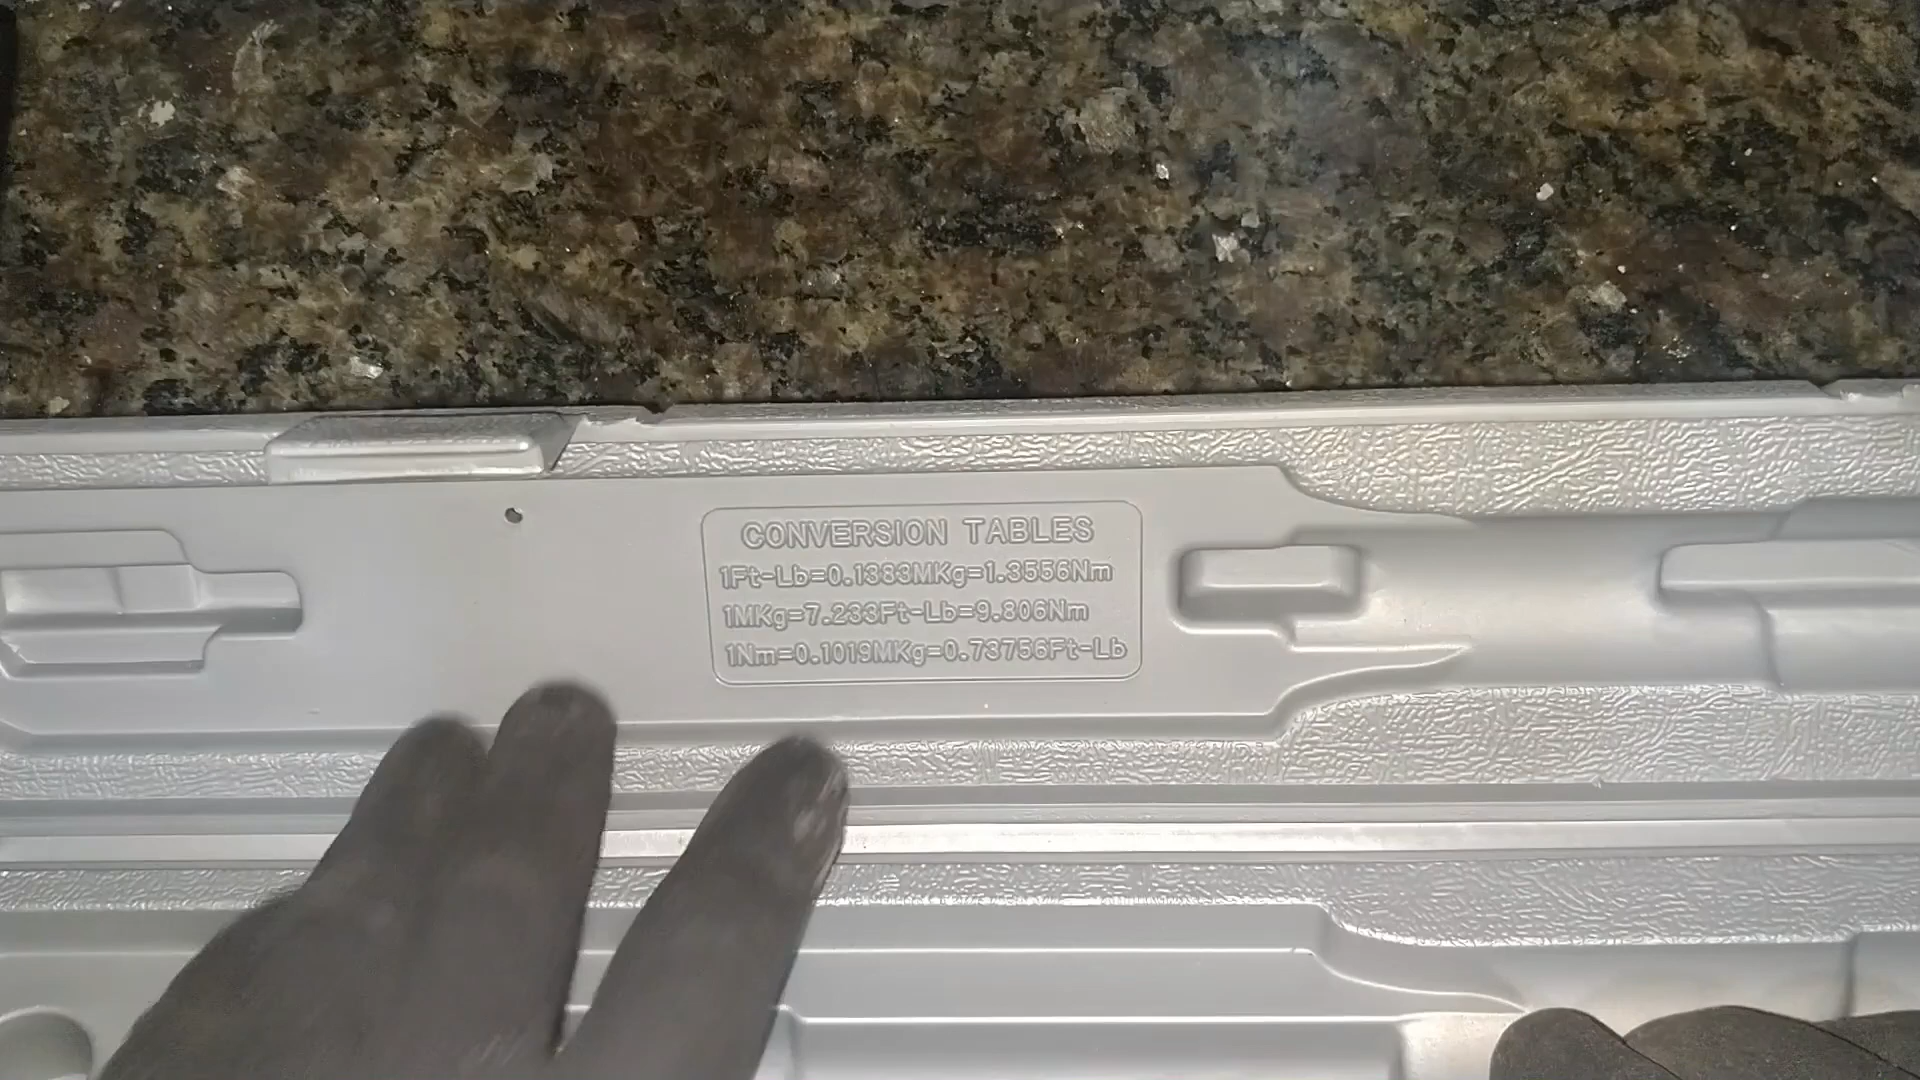 CONVERSION TABLES
1Ft-Lb=0.1383MKg=1.3556Nm
1MKg=7.233Ft-Lb=9.806Nm
1Nm=0.1019MKg=0.73756Ft-Lb